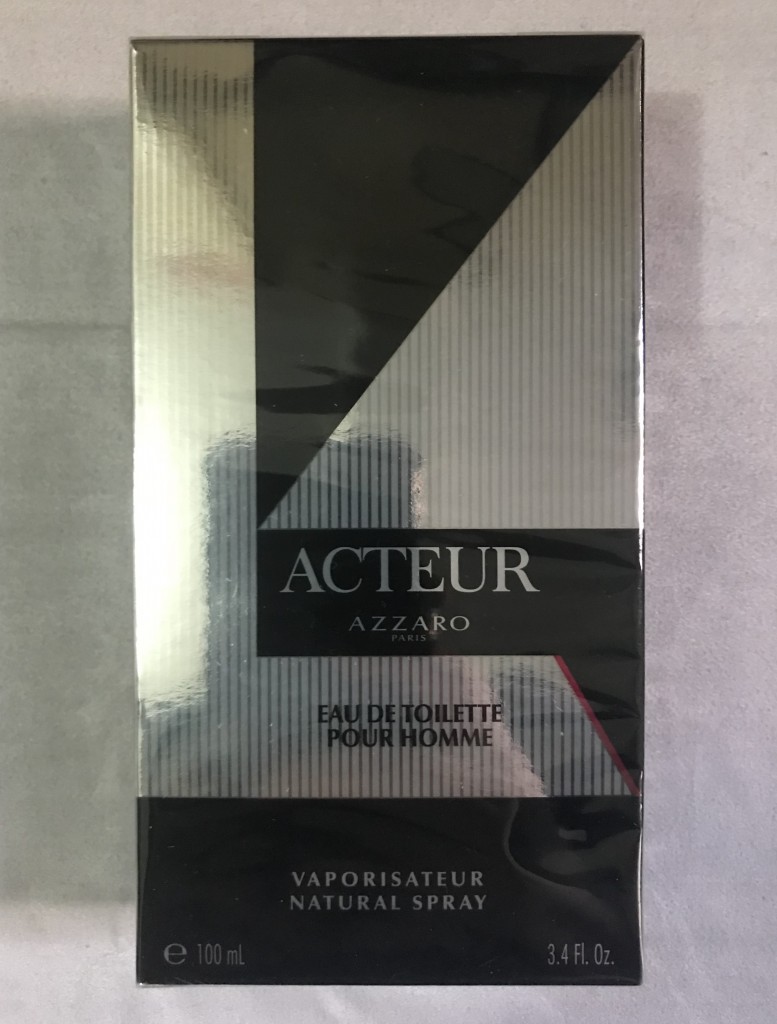 ACTEUR
AZZARO
PARIS
EAU DE TOILETTE
POUR HOMME
VAPORISATEUR
NATURAL SPRAY
℮ 100 mL 3.4 Fl. Oz.